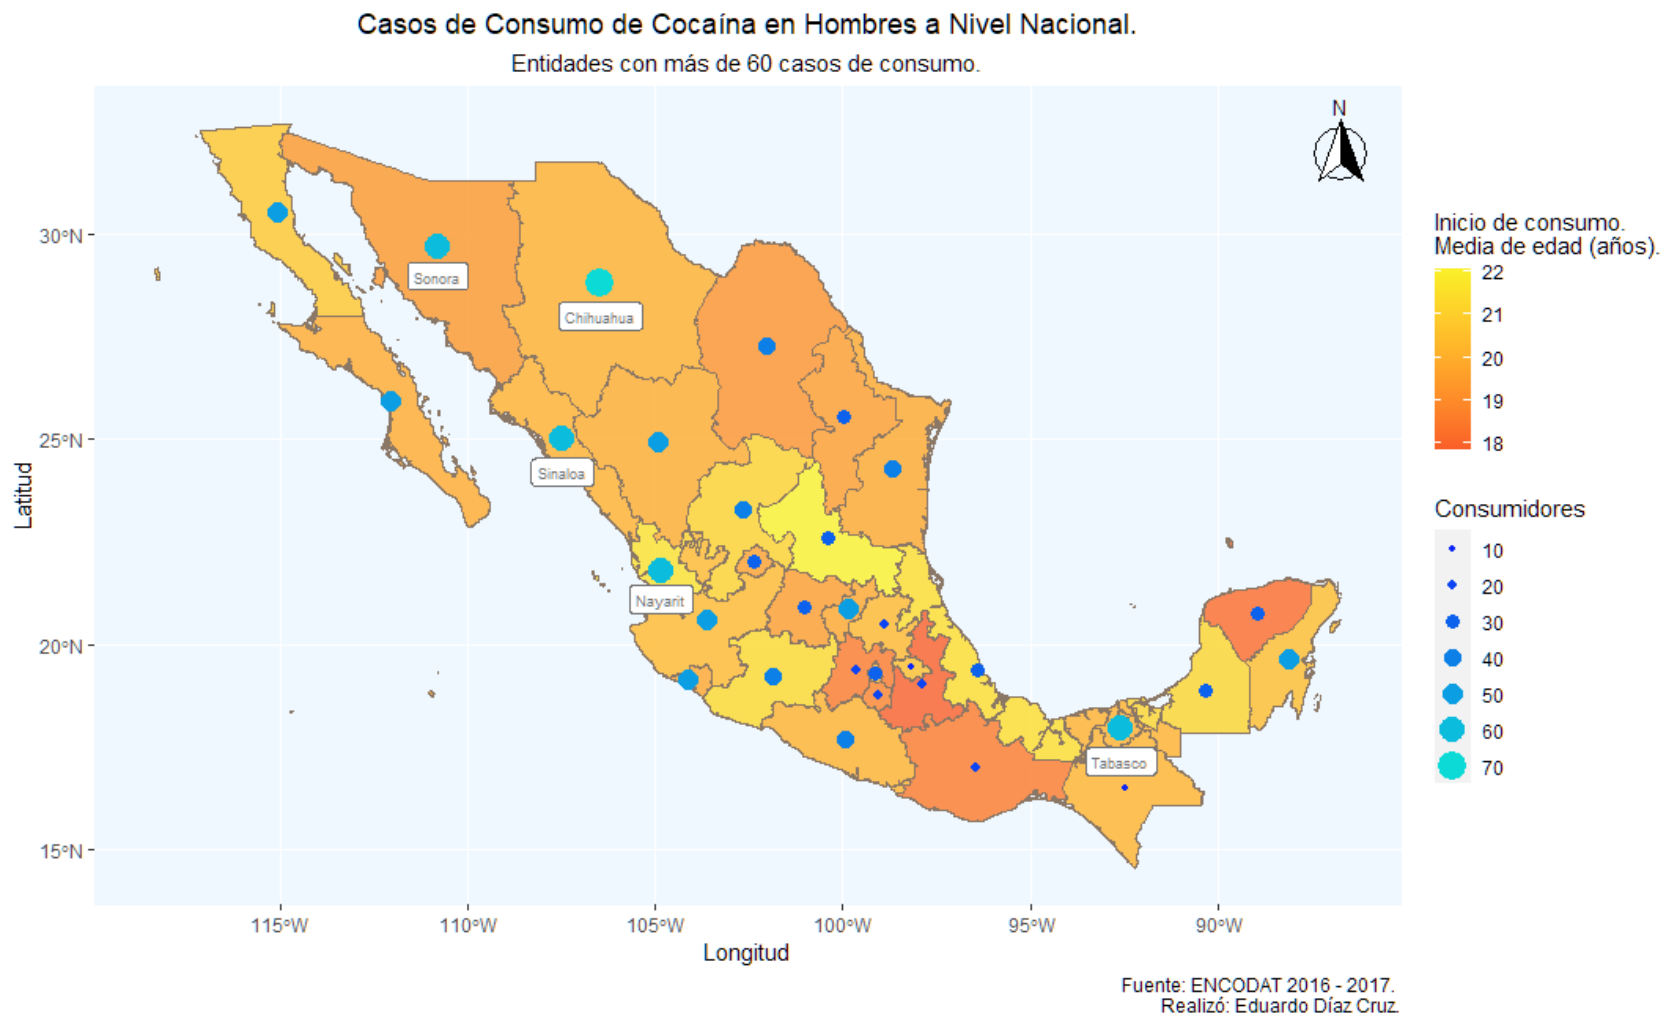 Casos de Consumo de Cocaína en Hombres a Nivel Nacional.
Entidades con más de 60 casos de consumo.
N
Inicio de consumo.
Media de edad (años).
22
21
20
19
18
Consumidores
10
20
30
40
50
60
70
Sonora
Chihuahua
Sinaloa
Nayarit
Tabasco
Latitud
30°N
25°N
20°N
15°N
115°W
110°W
105°W
100°W
95°W
90°W
Longitud
Fuente: ENCODAT 2016 - 2017.
Realizó: Eduardo Díaz Cruz.